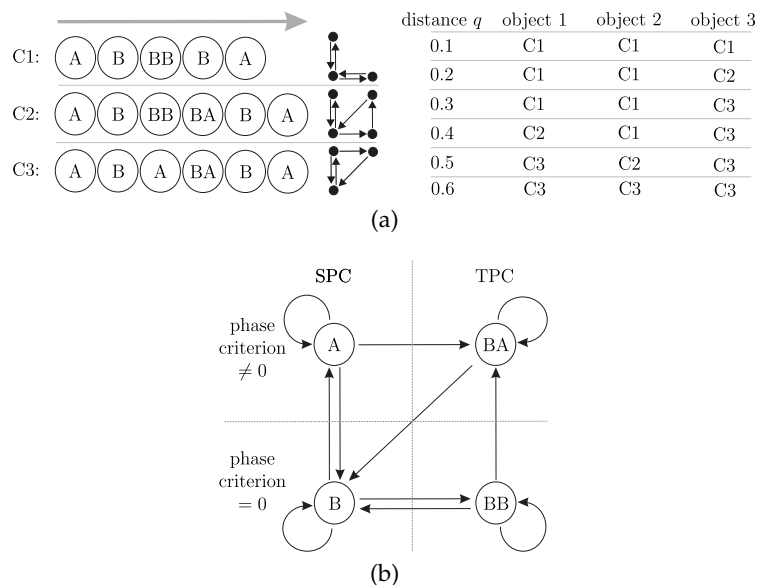 C1: A B BB B A
C2: A B BB BA B A
C3: A B A BA B A
distance q object 1 object 2 object 3
0.1 C1 C1 C1
0.2 C1 C1 C2
0.3 C1 C1 C3
0.4 C2 C1 C3
0.5 C3 C2 C3
0.6 C3 C3 C3
(a)
SPC TPC
phase
criterion
≠ 0
A BA
phase
criterion
= 0
B BB
(b)